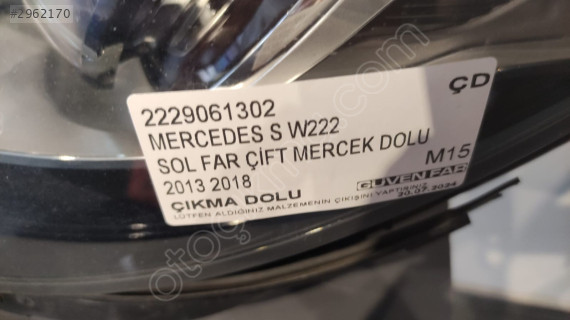 #2962170
ÇD
2229061302
MERCEDES S W222
SOL FAR ÇİFT MERCEK DOLU
2013 2018
M15
ÇIKMA DOLU
GÜVEN FAR
LÜTFEN ALDIĞINIZ MALZEMENİN ÇIKIŞINI YAPTIRINIZ
20.07.2024